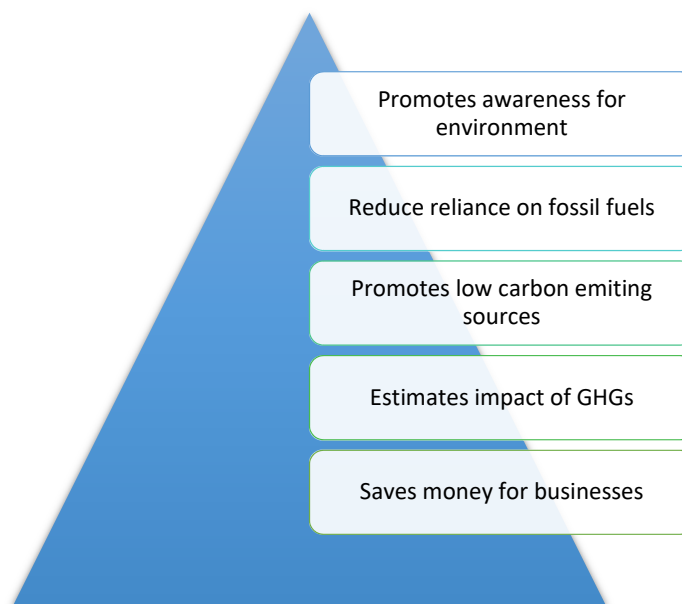 Promotes awareness for
environment
Reduce reliance on fossil fuels
Promotes low carbon emiting
sources
Estimates impact of GHGs
Saves money for businesses